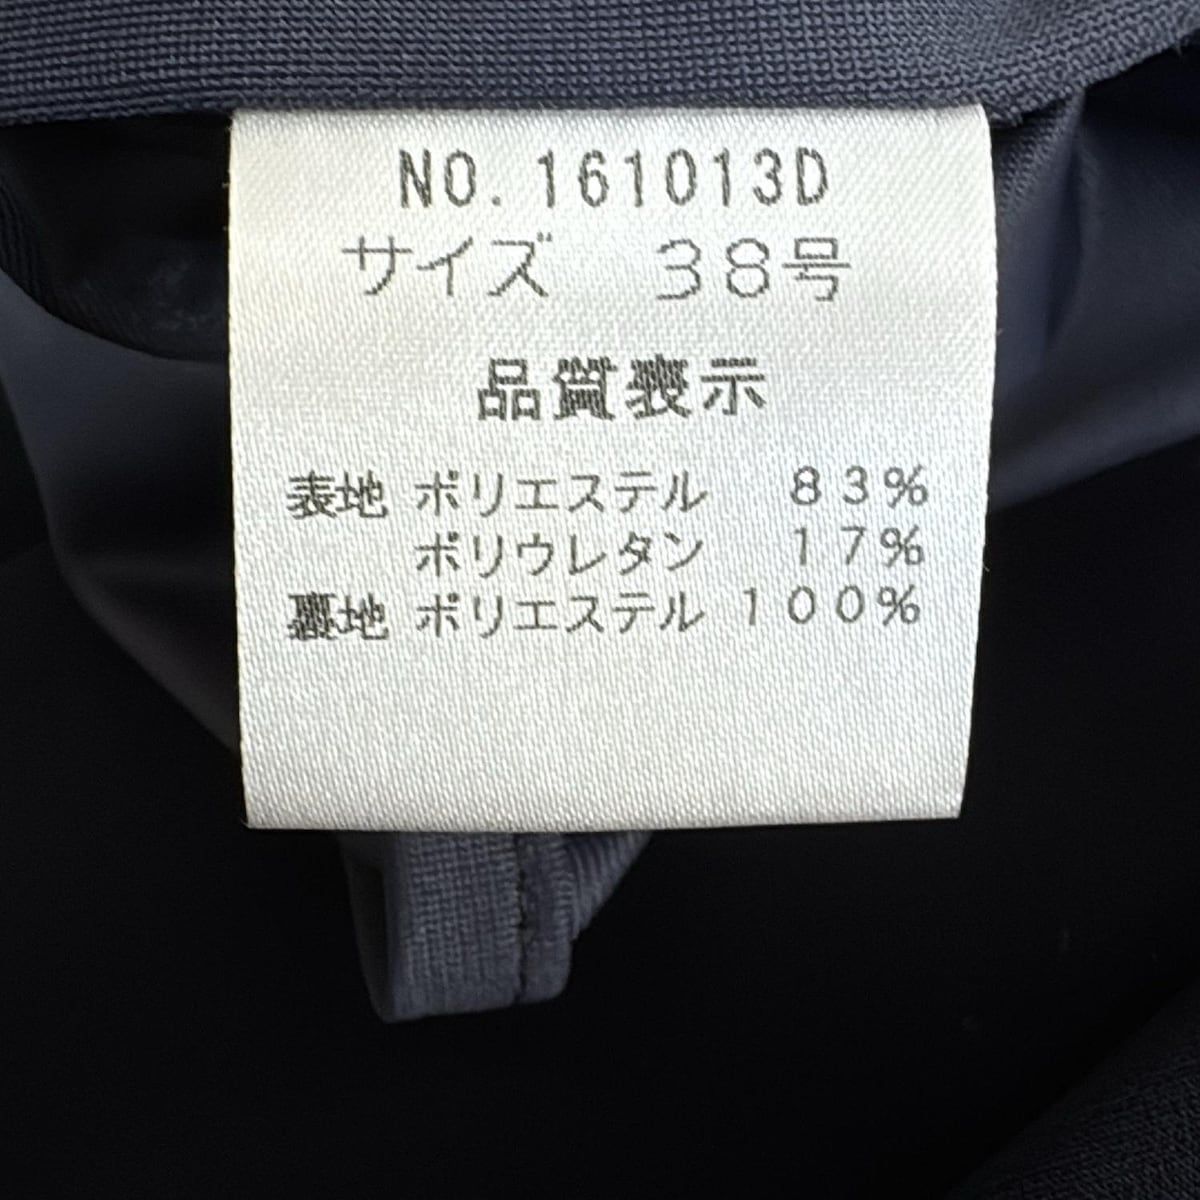 NO. 161013D
サイズ　38号
品質表示
表地 ポリエステル　83%
ポリウレタン　17%
裏地 ポリエステル 100%